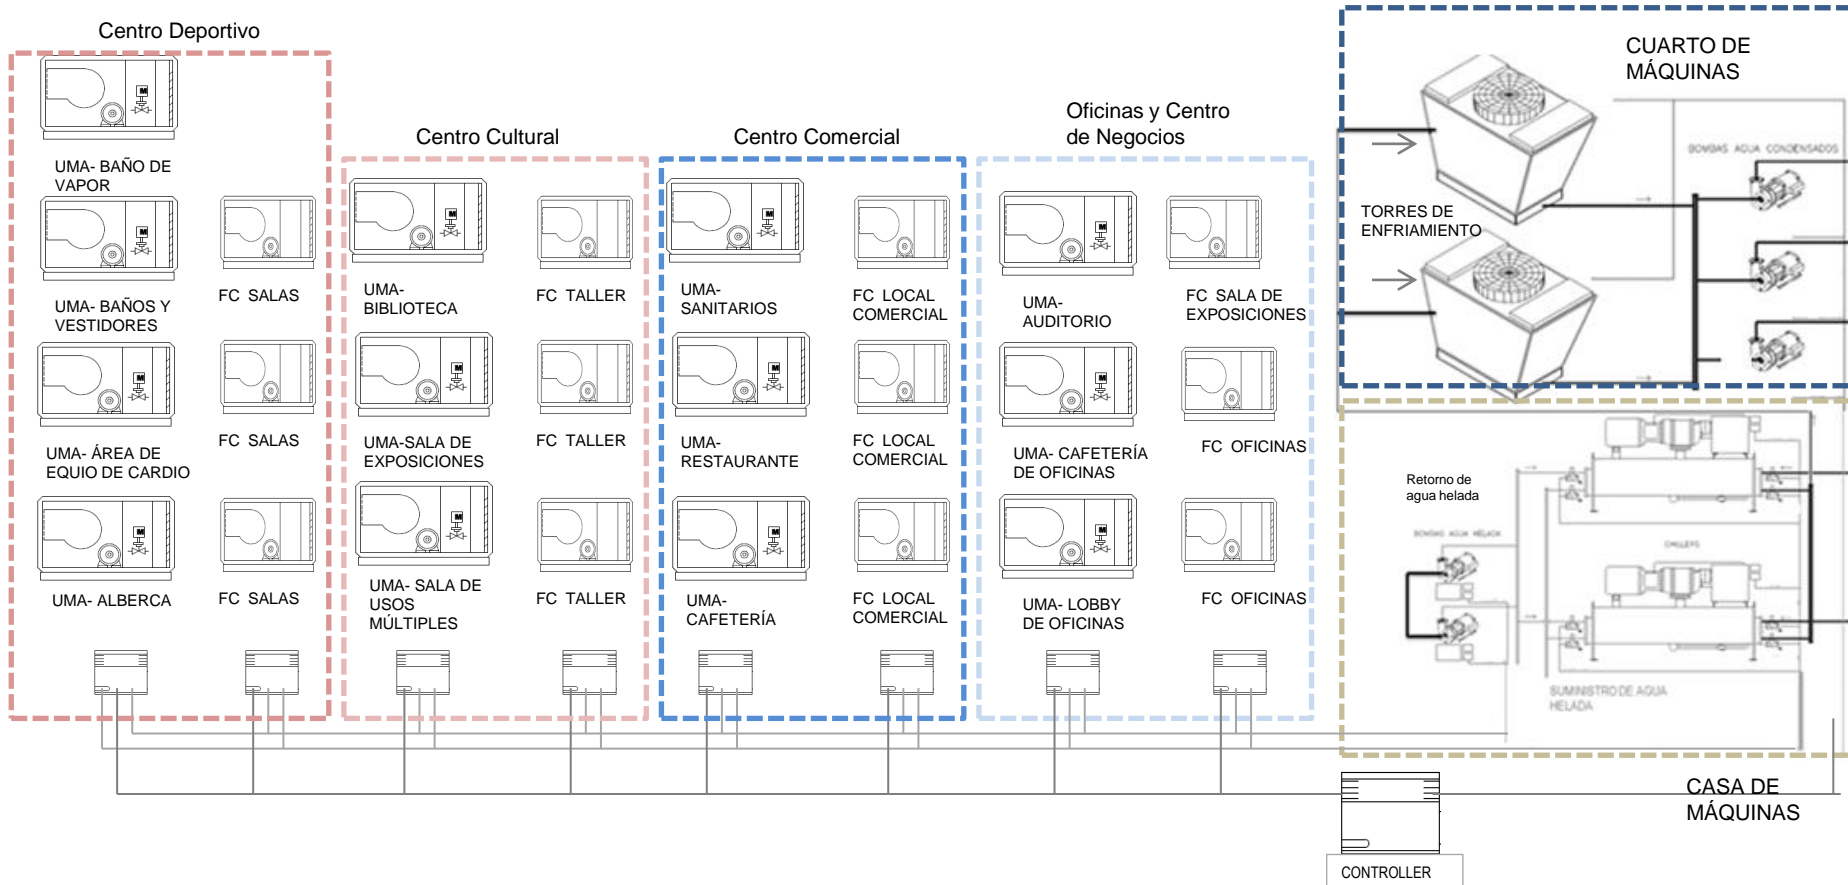 Centro Deportivo
UMA- BAÑO DE
VAPOR
UMA- BAÑOS Y
VESTIDORES
FC SALAS
UMA- ÁREA DE
EQUIO DE CARDIO
FC SALAS
UMA- ALBERCA
FC SALAS
Centro Cultural
UMA-
BIBLIOTECA
FC TALLER
UMA-SALA DE
EXPOSICIONES
FC TALLER
UMA- SALA DE
USOS
MÚLTIPLES
FC TALLER
Centro Comercial
UMA-
SANITARIOS
FC LOCAL
COMERCIAL
UMA-
RESTAURANTE
FC LOCAL
COMERCIAL
UMA-
CAFETERÍA
FC LOCAL
COMERCIAL
Oficinas y Centro
de Negocios
UMA-
AUDITORIO
FC SALA DE
EXPOSICIONES
UMA- CAFETERÍA
DE OFICINAS
FC OFICINAS
UMA- LOBBY
DE OFICINAS
FC OFICINAS
M
M
M
M
M
M
M
M
M
M
M
M
M
CUARTO DE
MÁQUINAS
BOMBAS AGUA CONDENSADOS
TORRES DE
ENFRIAMIENTO
Retorno de
agua helada
BOMBAS AGUA HELADA
CHILLERS
SUMINISTRO DE AGUA
HELADA
CASA DE
MÁQUINAS
CONTROLLER